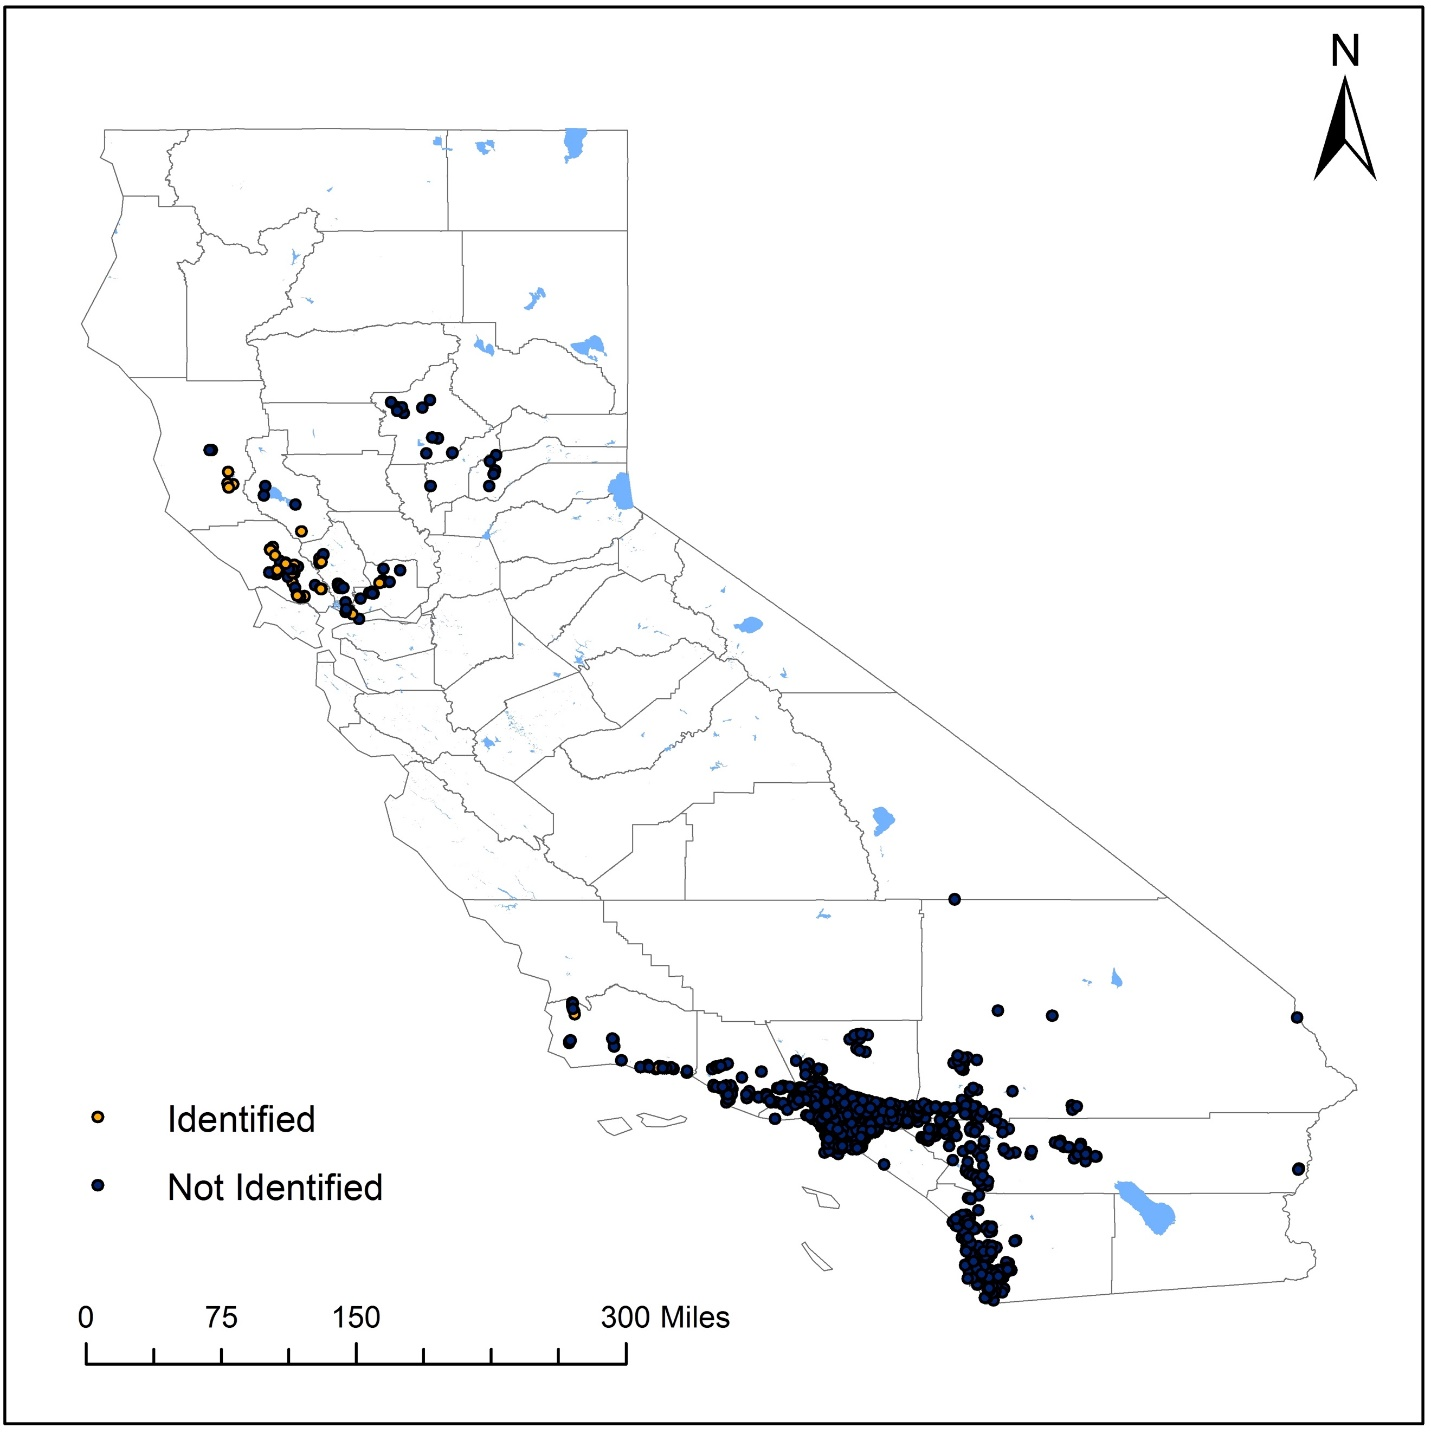 N
Identified
Not Identified
0 75 150 300 Miles